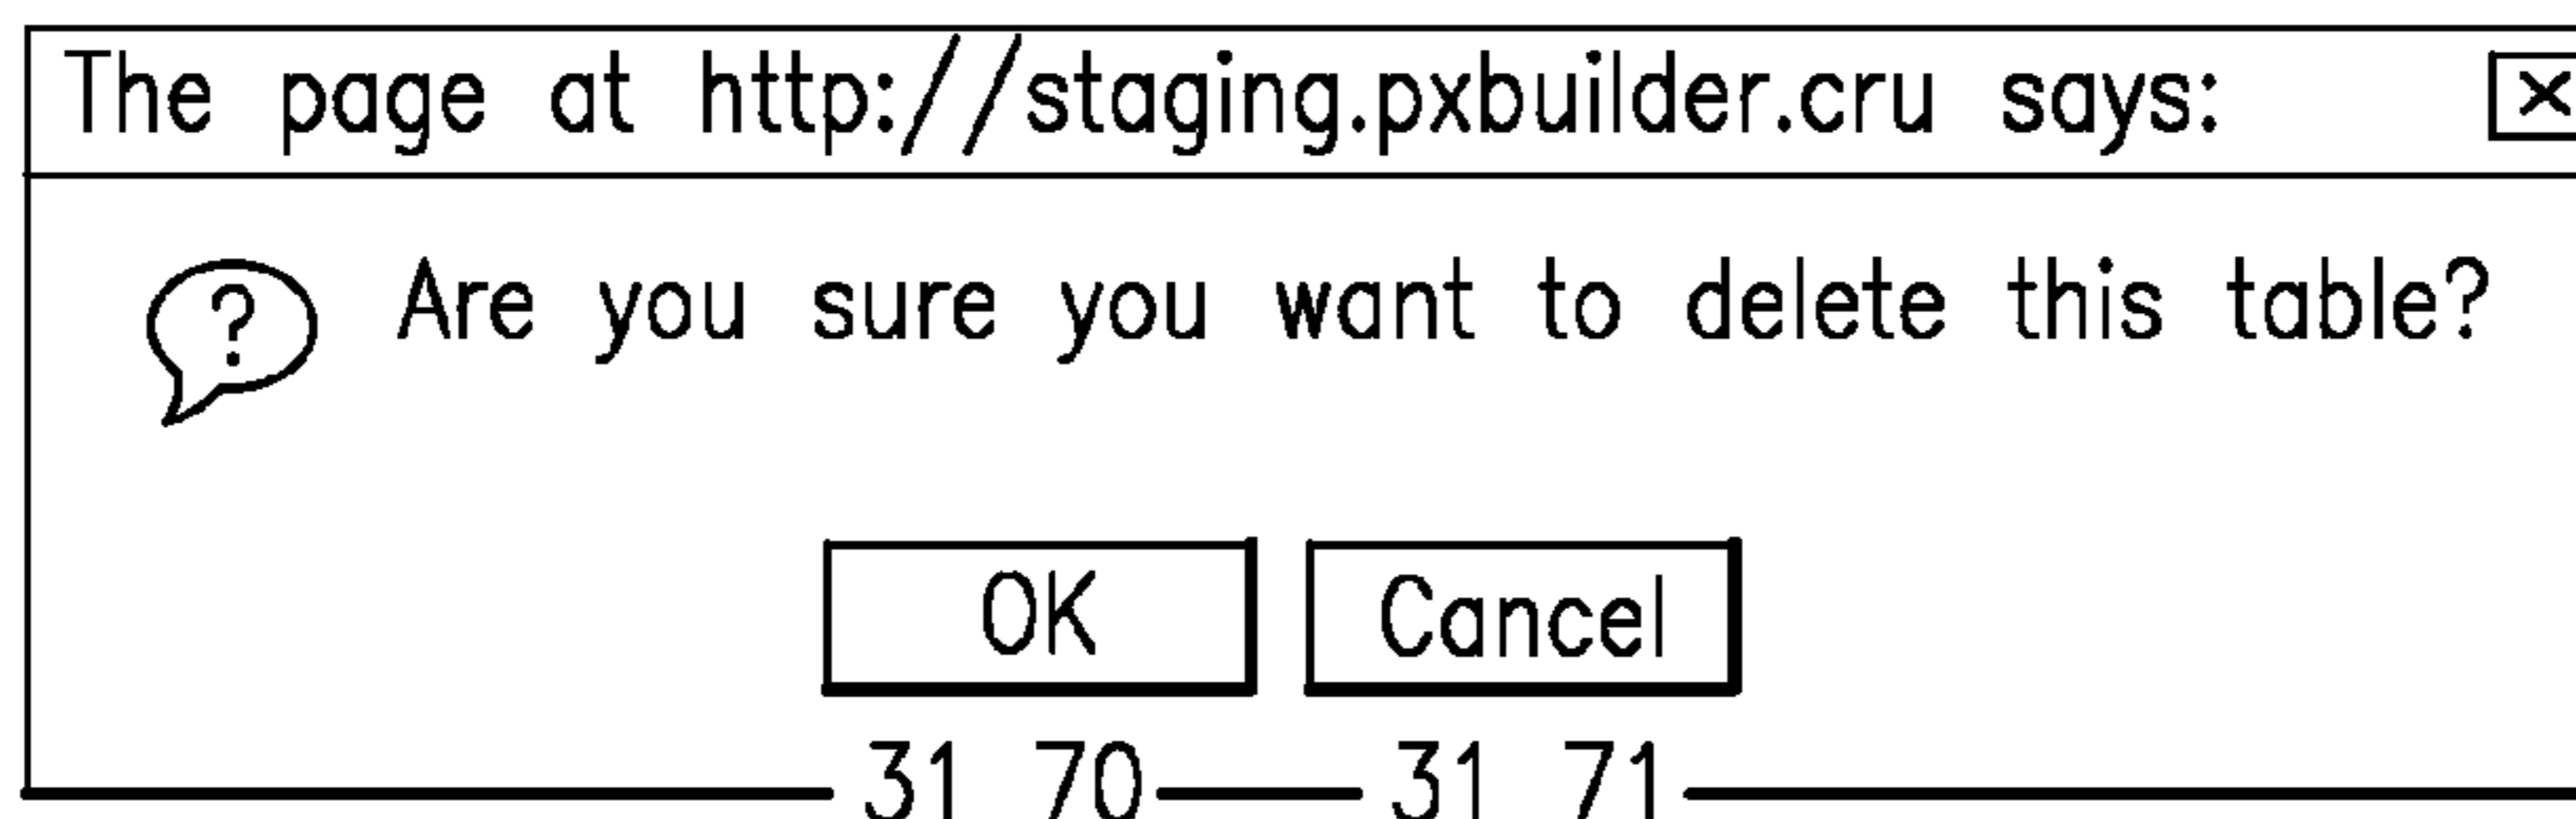 The page at http://staging.pxbuilder.cru says:
Are you sure you want to delete this table?
OK Cancel
31 70 31 71